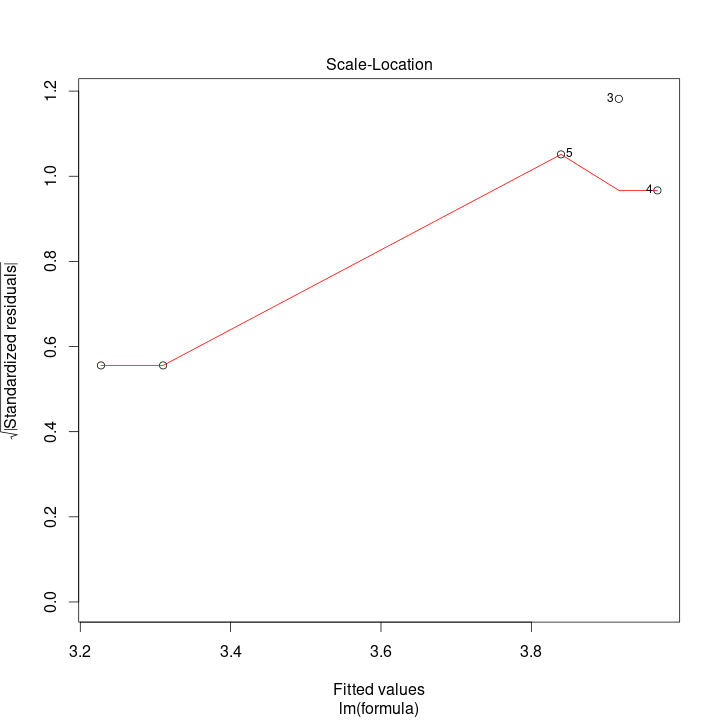 Scale-Location
√|Standardized residuals|
1.2
1.0
0.8
0.6
0.4
0.2
0.0
3
5
4
3.2 3.4 3.6 3.8
Fitted values
lm(formula)